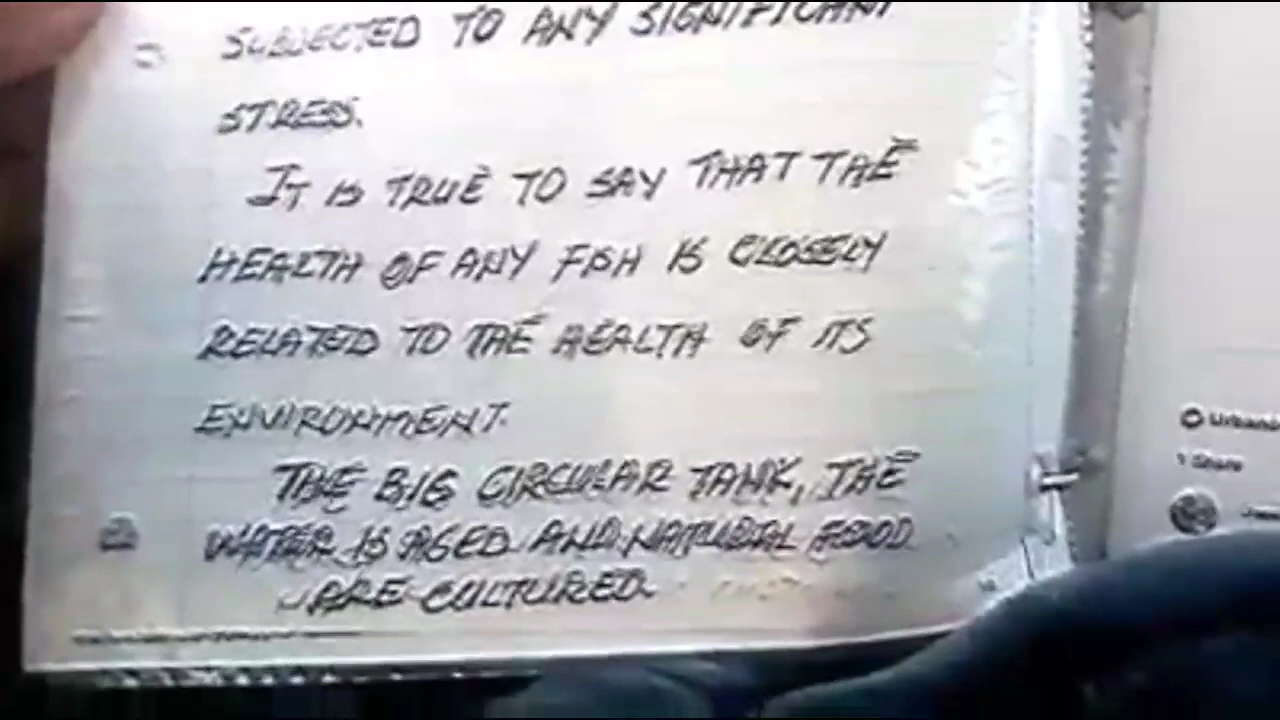 SUBJECTED TO ANY SIGNIFICANT
STRESS.
IT IS TRUE TO SAY THAT THE
HEALTH OF ANY FISH IS CLOSELY
RELATED TO THE HEALTH OF ITS
ENVIRONMENT.
THE BIG CIRCULAR TANK, THE
WATER IS AGED AND NATURAL FOOD
ARE CULTURED.
1 Share